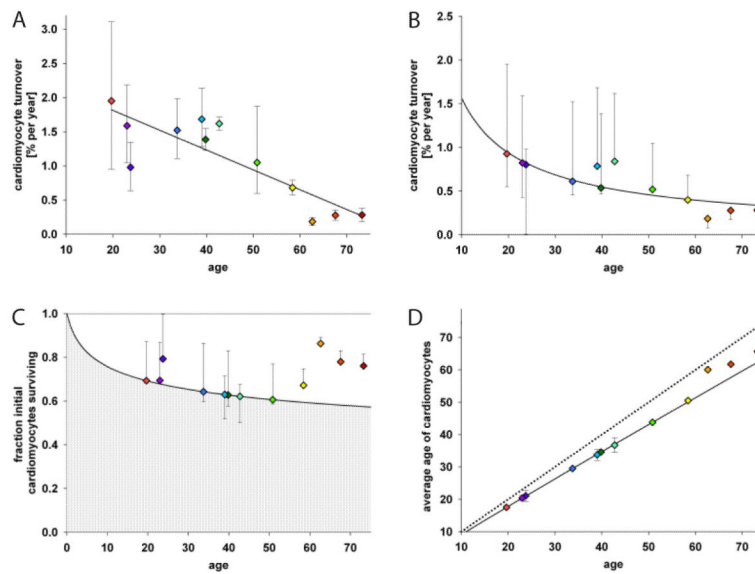 A
cardiomyocyte turnover
[% per year]
3.0
2.5
2.0
1.5
1.0
0.5
0.0
10 20 30 40 50 60 70
age
B
cardiomyocyte turnover
[% per year]
2.5
2.0
1.5
1.0
0.5
0.0
10 20 30 40 50 60 70
age
C
fraction initial
cardiomyocytes surviving
1.0
0.8
0.6
0.4
0.2
0.0
0 10 20 30 40 50 60 70
age
D
average age of cardiomyocytes
70
60
50
40
30
20
10
10 20 30 40 50 60 70
age